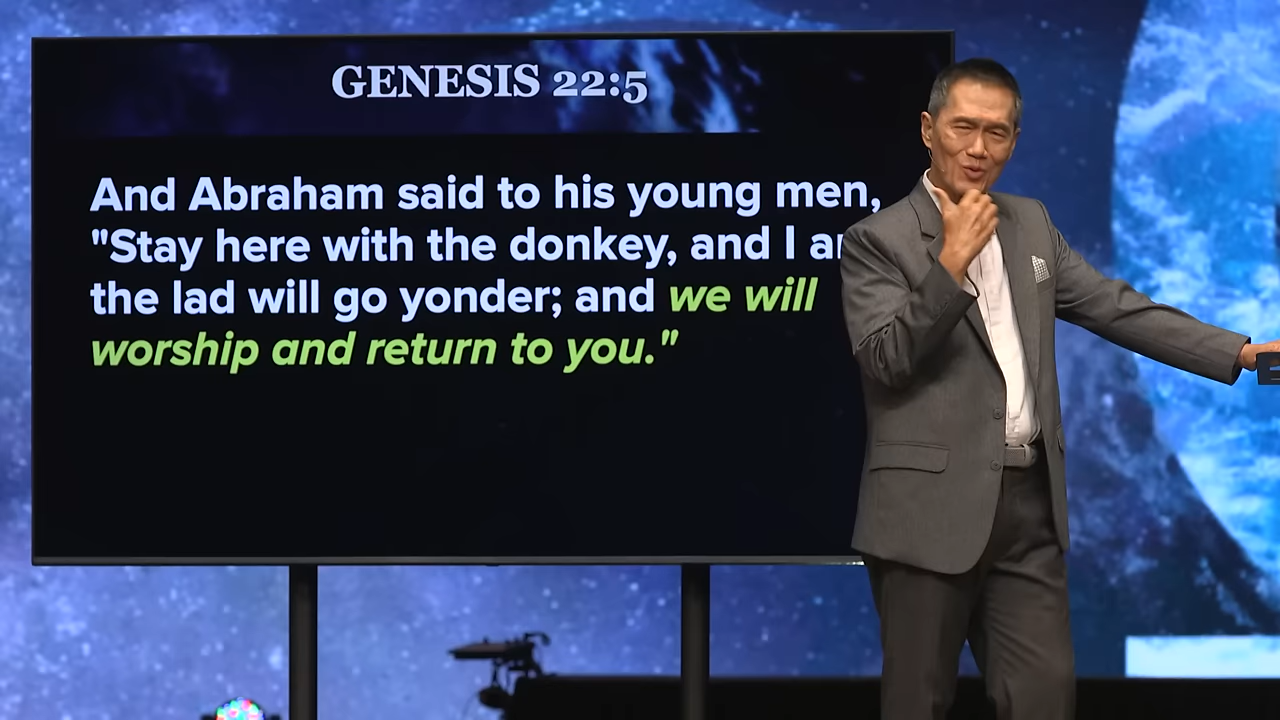 GENESIS 22:5
And Abraham said to his young men,
"Stay here with the donkey, and I
the lad will go yonder; and we will
worship and return to you."